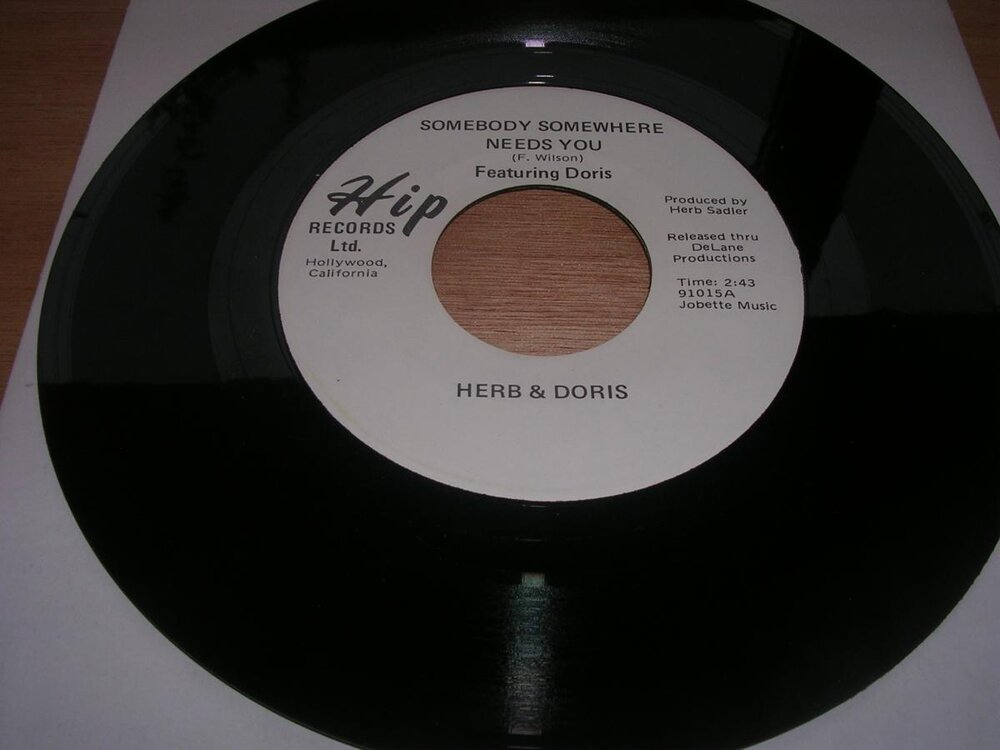 SOMEBODY SOMEWHERE
NEEDS YOU
(F. Wilson)
Featuring Doris
Hip
RECORDS
Ltd.
Hollywood,
California
Produced by
Herb Sadler
Released thru
DeLane
Productions
Time: 2:43
91015A
Jobette Music
HERB & DORIS